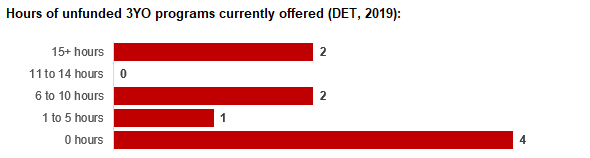 Hours of unfunded 3YO programs currently offered (DET, 2019):
15+ hours 2
11 to 14 hours 0
6 to 10 hours 2
1 to 5 hours 1
0 hours 4